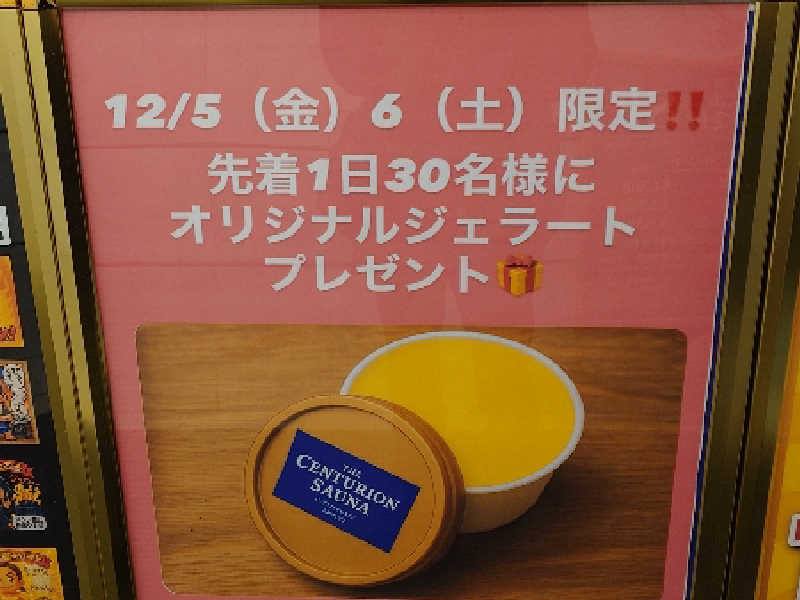 12/5（金）6（土）限定‼️
先着1日30名様に
オリジナルジェラート
プレゼント🎁
THE
CENTURION
SAUNA